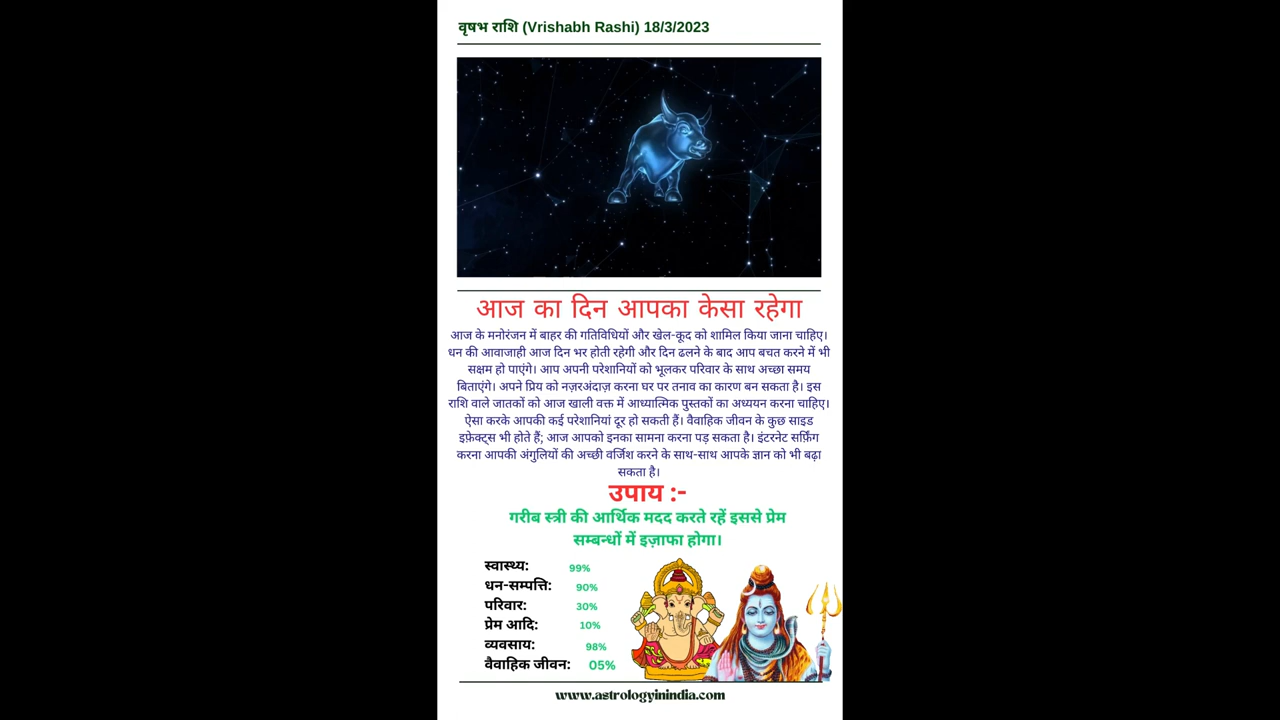 वृषभ राशि (Vrishabh Rashi) 18/3/2023
आज का दिन आपका केसा रहेगा
आज के मनोरंजन में बाहर की गतिविधियों और खेल-कूद को शामिल किया जाना चाहिए।
धन की आवाजाही आज दिन भर होती रहेगी और दिन ढलने के बाद आप बचत करने में भी
सक्षम हो पाएंगे। आप अपनी परेशानियों को भूलकर परिवार के साथ अच्छा समय
बिताएंगे। अपने प्रिय को नज़रअंदाज़ करना घर पर तनाव का कारण बन सकता है। इस
राशि वाले जातकों को आज खाली वक्त में आध्यात्मिक पुस्तकों का अध्ययन करना चाहिए।
ऐसा करके आपकी कई परेशानियां दूर हो सकती हैं। वैवाहिक जीवन के कुछ साइड
इफ़ेक्ट्स भी होते हैं; आज आपको इनका सामना करना पड़ सकता है। इंटरनेट सर्फ़िंग
करना आपकी अंगुलियों की अच्छी वर्जिश करने के साथ-साथ आपके ज्ञान को भी बढ़ा
सकता है।
उपाय :-
गरीब स्त्री की आर्थिक मदद करते रहें इससे प्रेम
सम्बन्धों में इज़ाफा होगा।
स्वास्थ्य: 99%
धन-सम्पत्ति: 90%
परिवार: 30%
प्रेम आदि: 10%
व्यवसाय: 98%
वैवाहिक जीवन: 05%
www.astrologyinindia.com